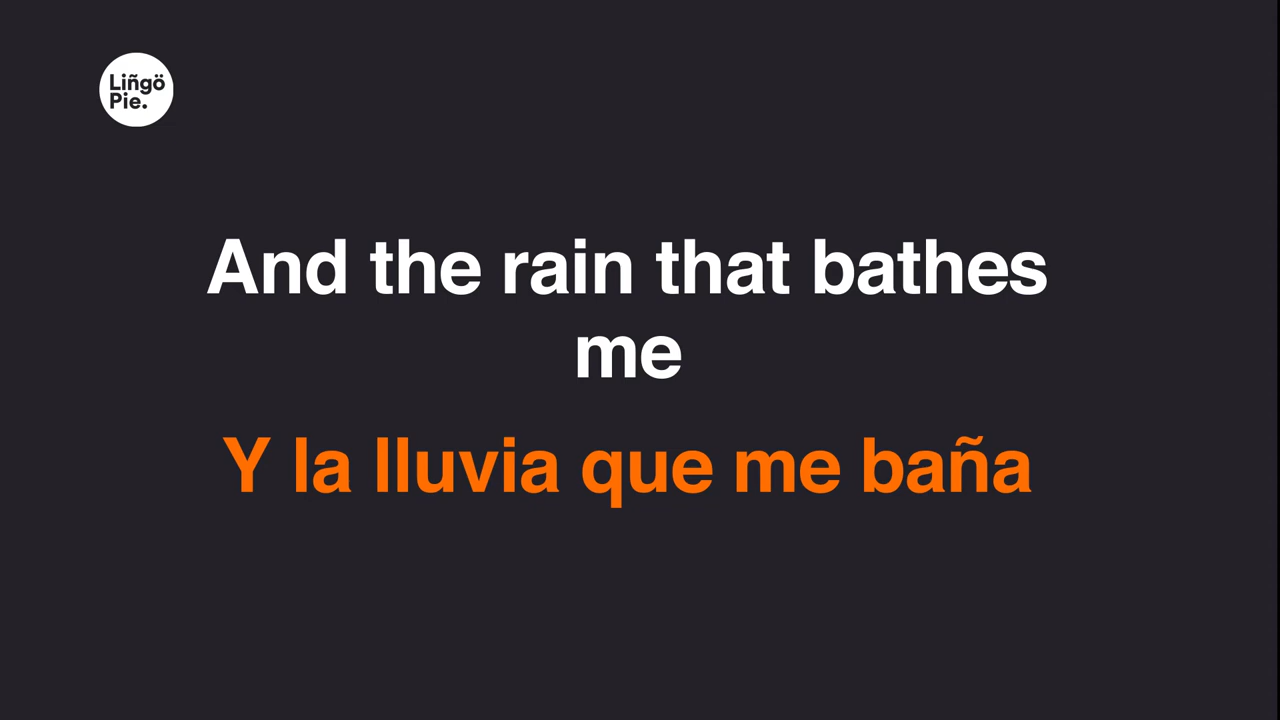 Liñgö
Pie.
And the rain that bathes
me
Y la lluvia que me baña